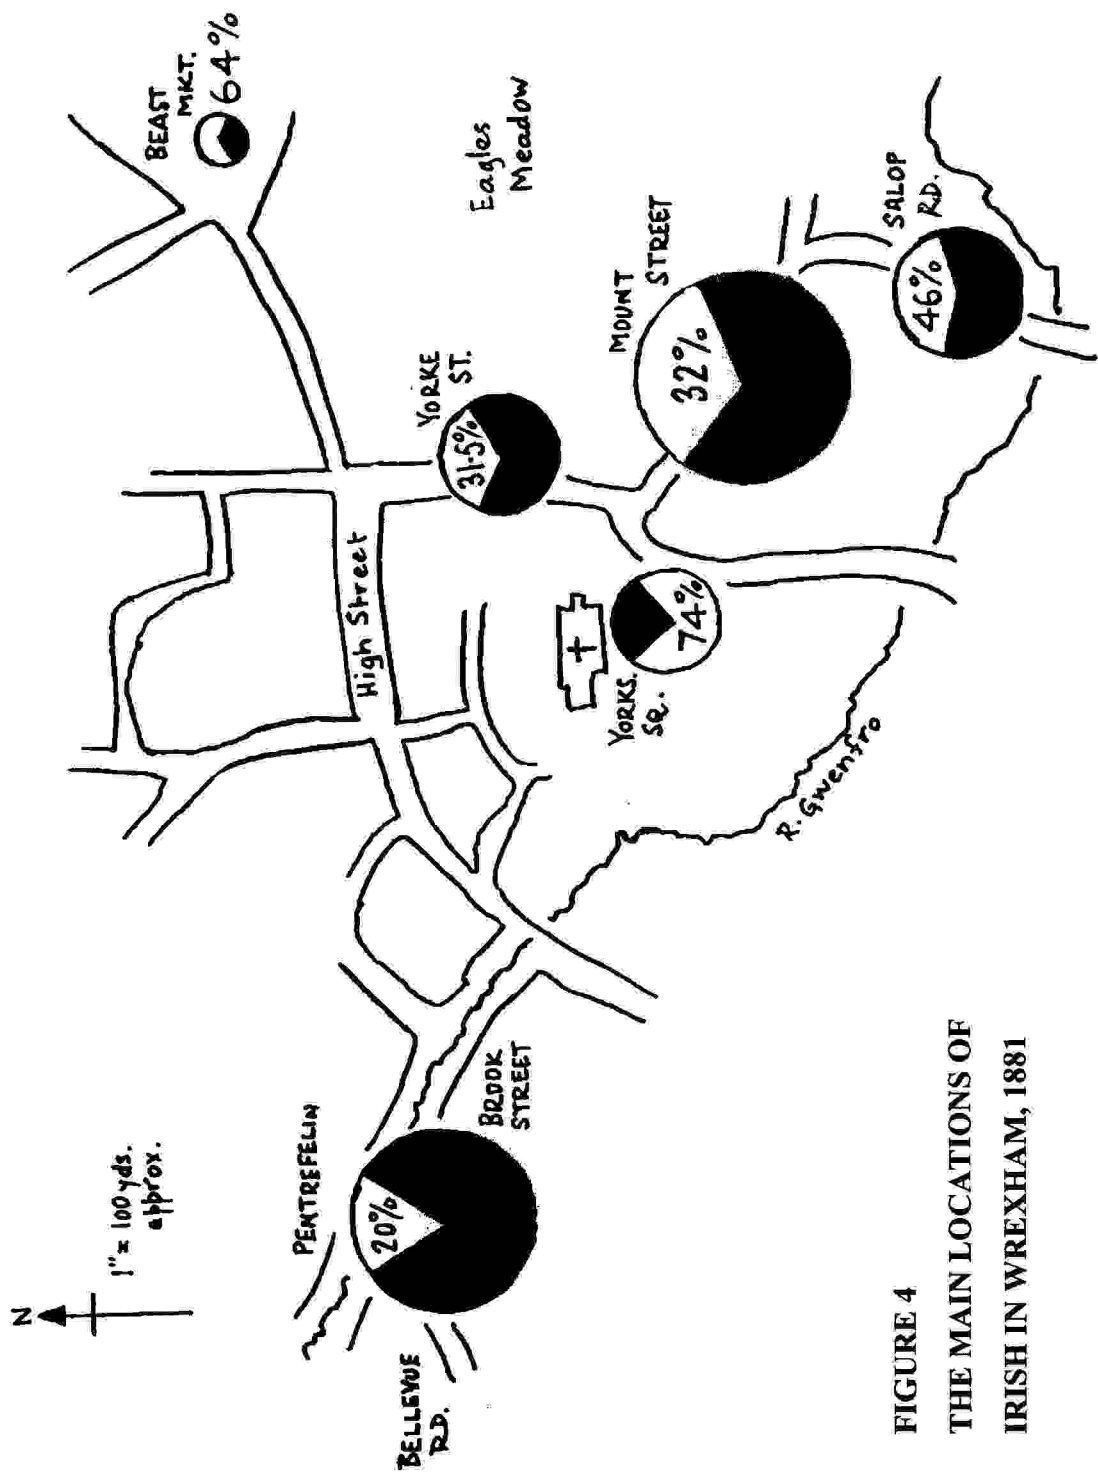 N
1"= 100 yds.
approx.
PENTREFELIN
20%
BELLEVUE
RD.
BROOK
STREET
High Street
BEAST
MKT.
64%
Eagles
Meadow
YORKE
ST.
31·5%
MOUNT
STREET
32%
SALOP
RD.
46%
YORKS.
SQ.
74%
R. Gwenfro
FIGURE 4
THE MAIN LOCATIONS OF
IRISH IN WREXHAM, 1881